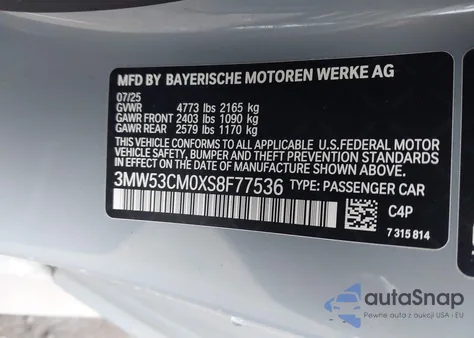 MFD BY BAYERISCHE MOTOREN WERKE AG
07/25
GVWR 4773 lbs 2165 kg
GAWR FRONT 2403 lbs 1090 kg
GAWR REAR 2579 lbs 1170 kg
THIS VEHICLE CONFORMS TO ALL APPLICABLE U.S.FEDERAL MOTOR
VEHICLE SAFETY, BUMPER, AND THEFT PREVENTION STANDARDS IN
EFFECT ON THE DATE OF MANUFACTURE SHOWN ABOVE.
3MW53CM0XS8F77536 TYPE: PASSENGER CAR
C4P
7 315 814
autoSnap
Pewne auta z aukcji USA i EU